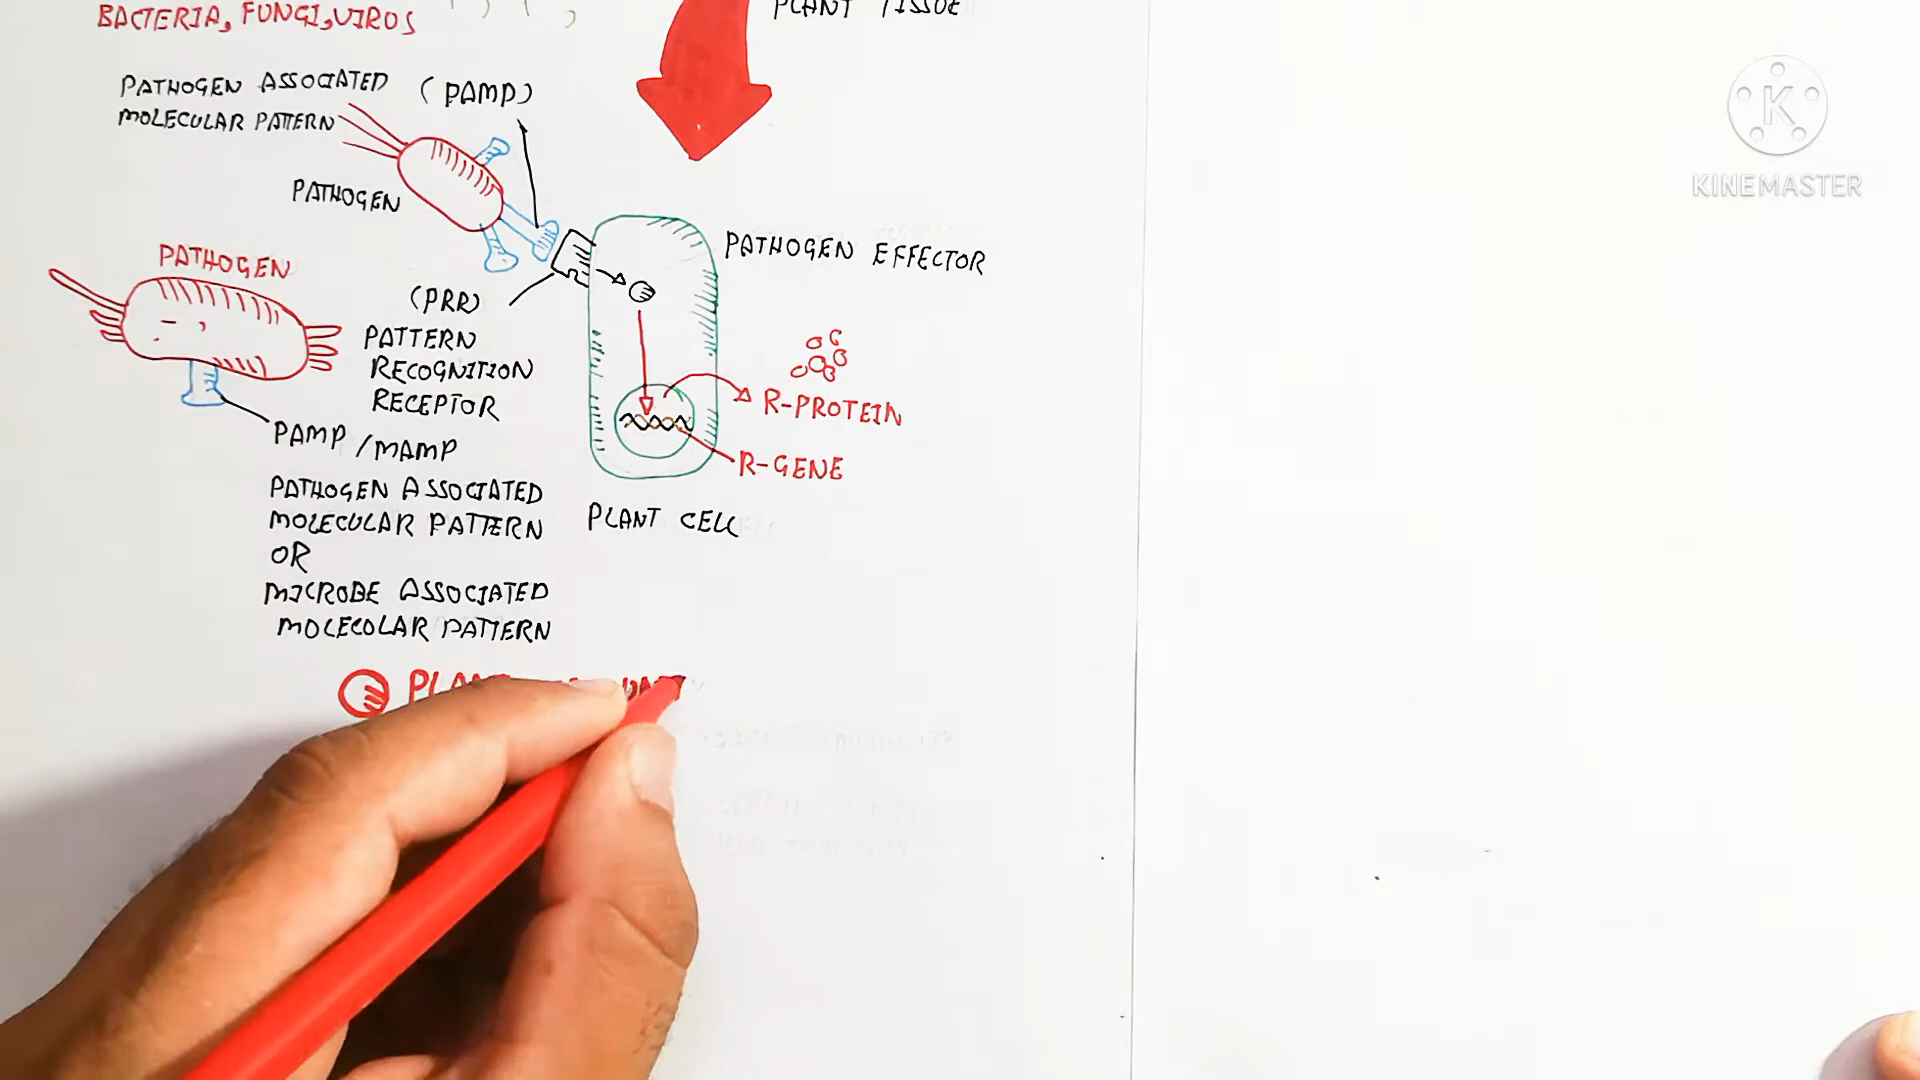 BACTERIA, FUNGI, VIROS
PLANT TISSUE
PATHOGEN ASSOCIATED
MOLECULAR PATTERN
(PAMP)
PATHOGEN
PATHOGEN
PATHOGEN EFFECTOR
(PRR)
PATTERN
RECOGNITION
RECEPTOR
R-PROTEIN
R-GENE
PAMP/MAMP
PATHOGEN ASSOCIATED
MOLECULAR PATTERN
OR
MICROBE ASSOCIATED
MOLECOLAR PATTERN
PLANT CELL
KINEMASTER